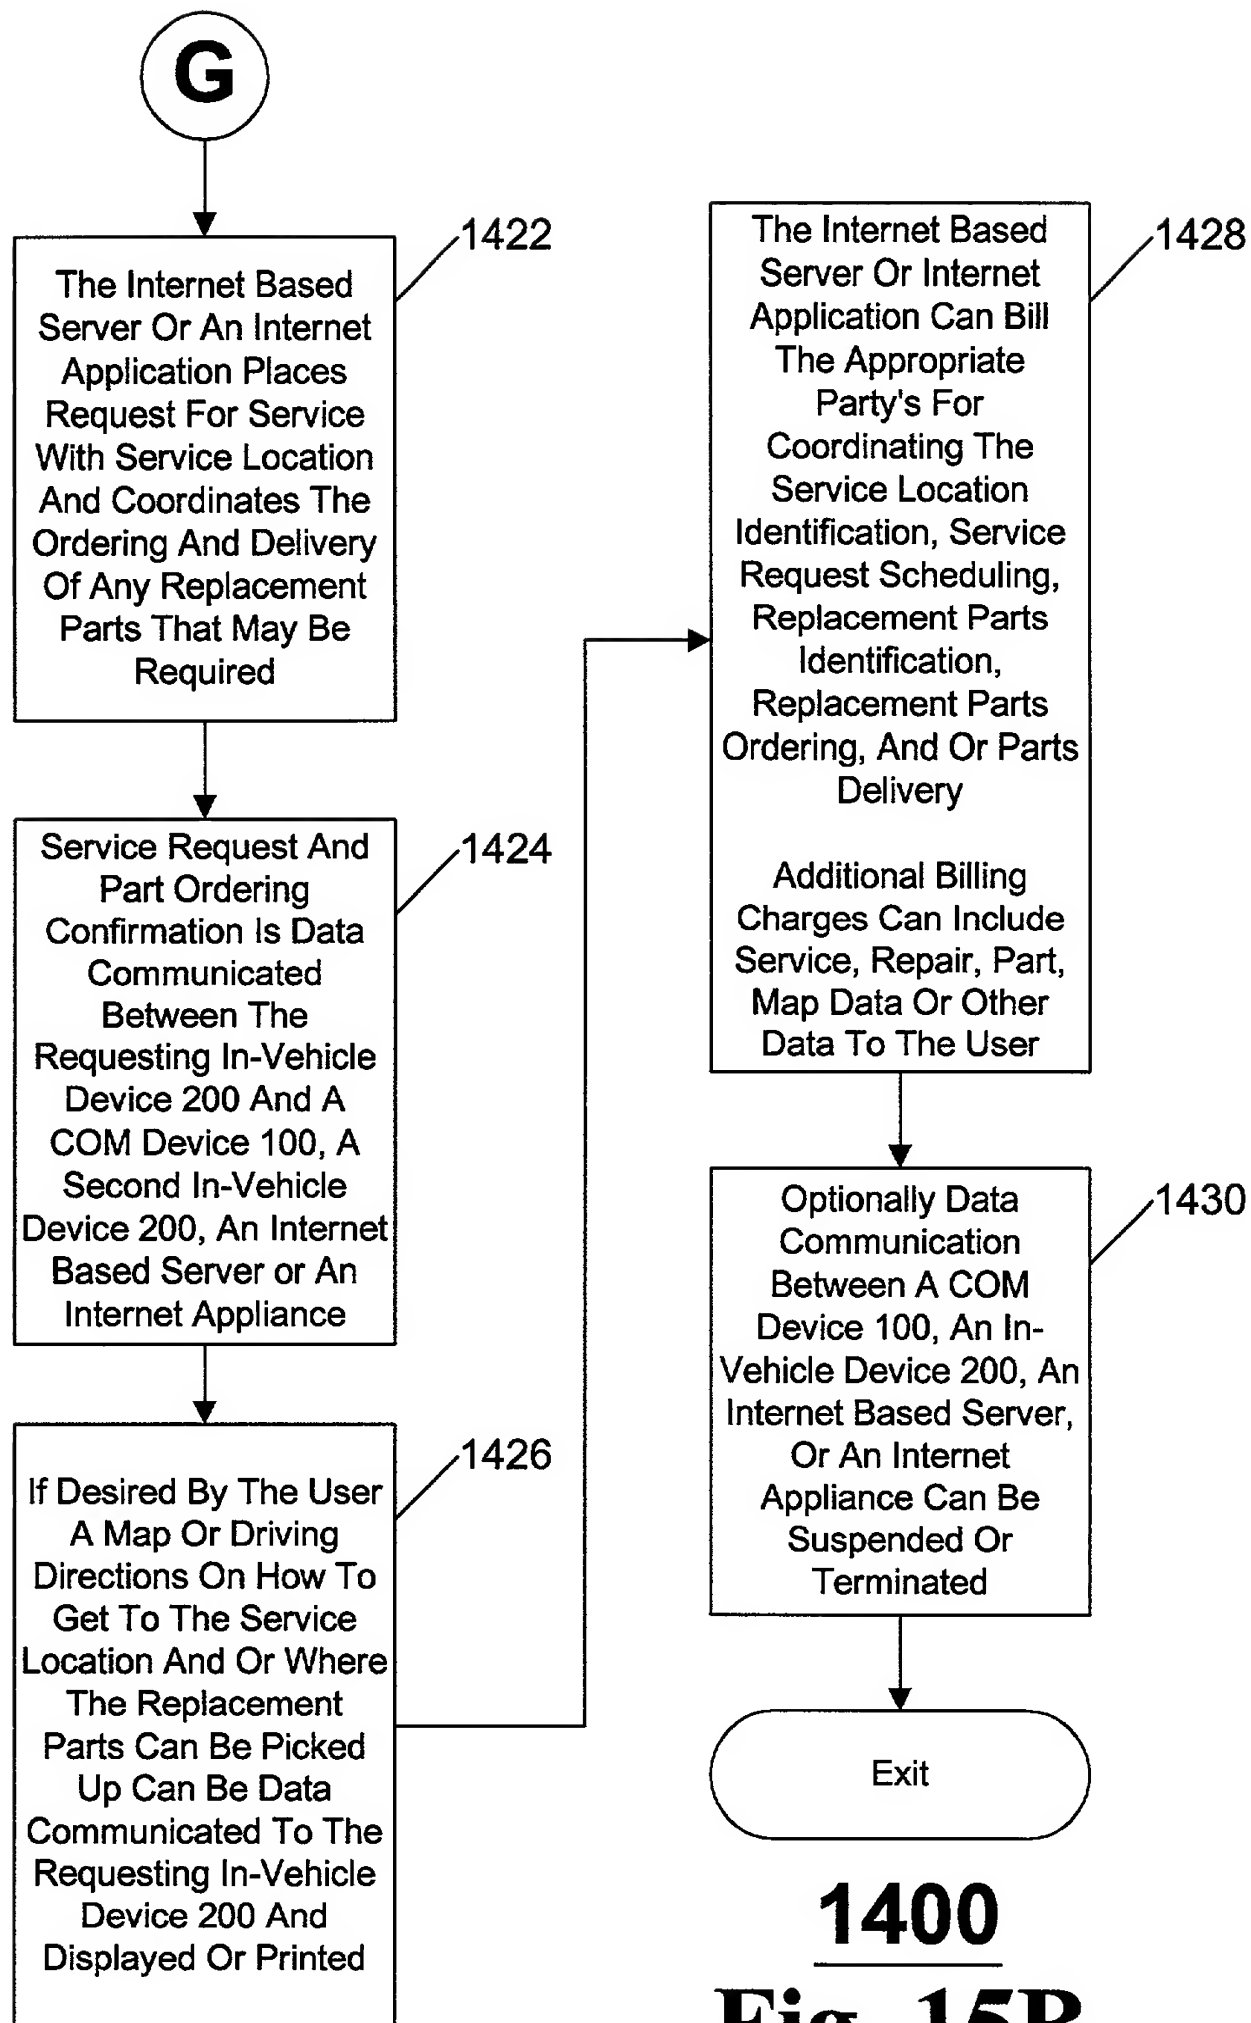 G
1422
The Internet Based
Server Or An Internet
Application Places
Request For Service
With Service Location
And Coordinates The
Ordering And Delivery
Of Any Replacement
Parts That May Be
Required
1424
Service Request And
Part Ordering
Confirmation Is Data
Communicated
Between The
Requesting In-Vehicle
Device 200 And A
COM Device 100, A
Second In-Vehicle
Device 200, An Internet
Based Server or An
Internet Appliance
1426
If Desired By The User
A Map Or Driving
Directions On How To
Get To The Service
Location And Or Where
The Replacement
Parts Can Be Picked
Up Can Be Data
Communicated To The
Requesting In-Vehicle
Device 200 And
Displayed Or Printed
1428
The Internet Based
Server Or Internet
Application Can Bill
The Appropriate
Party's For
Coordinating The
Service Location
Identification, Service
Request Scheduling,
Replacement Parts
Identification,
Replacement Parts
Ordering, And Or Parts
Delivery
Additional Billing
Charges Can Include
Service, Repair, Part,
Map Data Or Other
Data To The User
1430
Optionally Data
Communication
Between A COM
Device 100, An In-
Vehicle Device 200, An
Internet Based Server,
Or An Internet
Appliance Can Be
Suspended Or
Terminated
Exit
1400
Fig. 15B